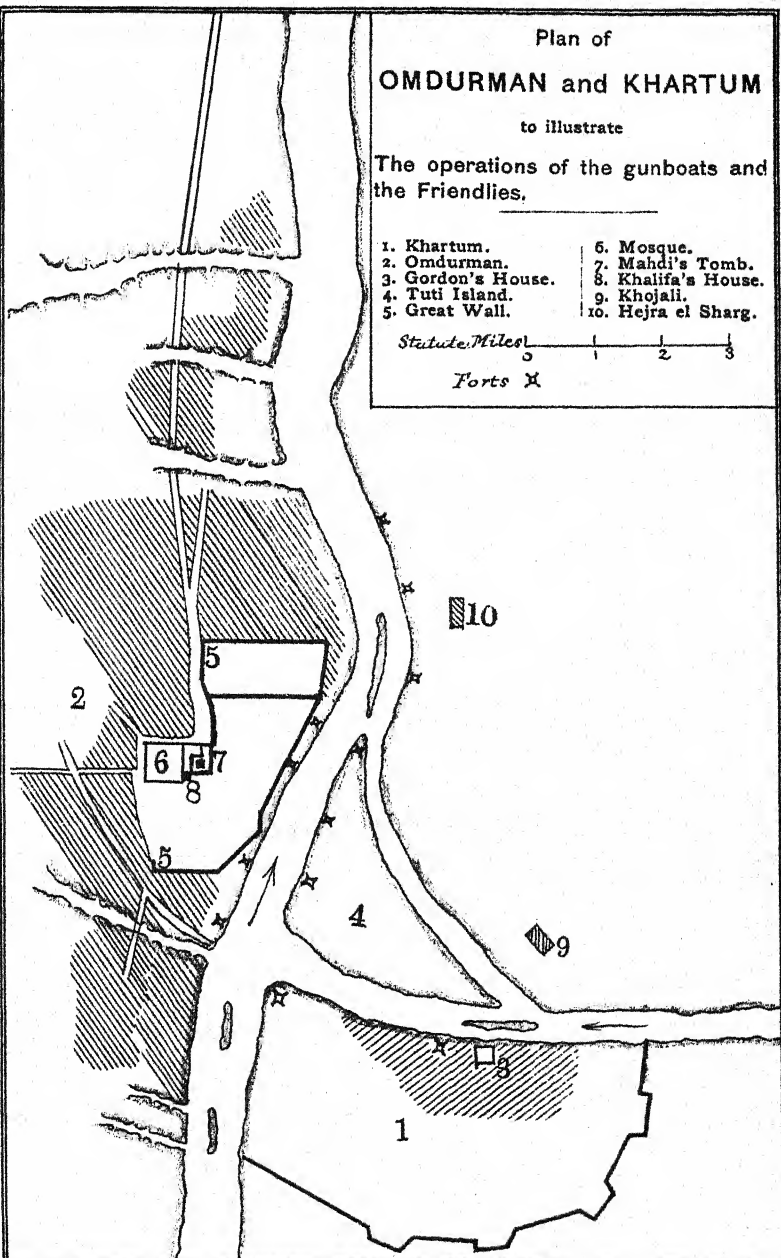 Plan of
OMDURMAN and KHARTUM
to illustrate
The operations of the gunboats and
the Friendlies.
1. Khartum.
2. Omdurman.
3. Gordon's House.
4. Tuti Island.
5. Great Wall.
6. Mosque.
7. Mahdi's Tomb.
8. Khalifa's House.
9. Khojali.
10. Hejra el Sharg.
Statute Miles
0 1 2 3
Forts
10
5
2
6 7
8
5
4
9
3
1